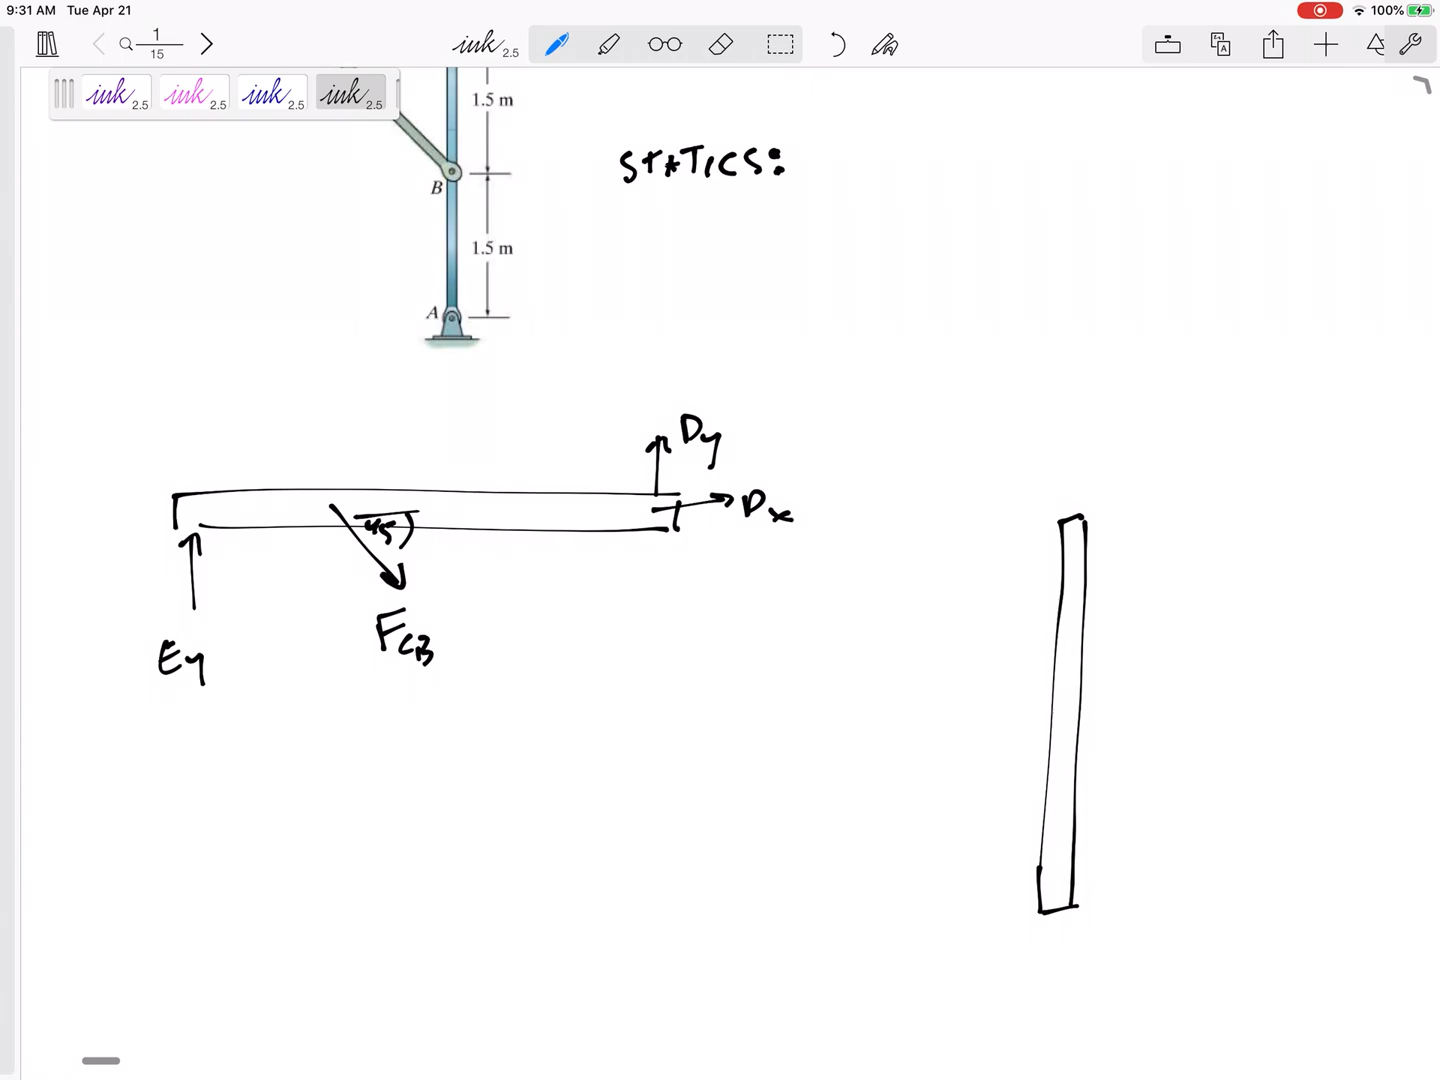 9:31 AM Tue Apr 21
100%
1
15
ink 2.5
ink 2.5
ink 2.5
ink 2.5
ink 2.5
1.5 m
B
1.5 m
A
STATICS:
Dy
Dx
45
FCB
Ey